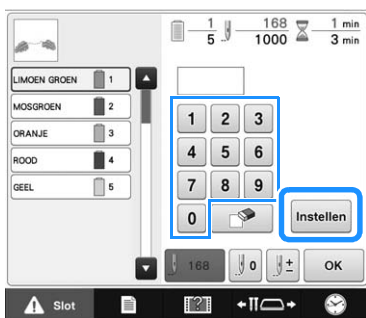 1/5 168/1000 1 min/3 min
LIMOEN GROEN 1
MOSGROEN 2
ORANJE 3
ROOD 4
GEEL 5
1 2 3
4 5 6
7 8 9
0 Instellen
168 0 ± OK
Slot